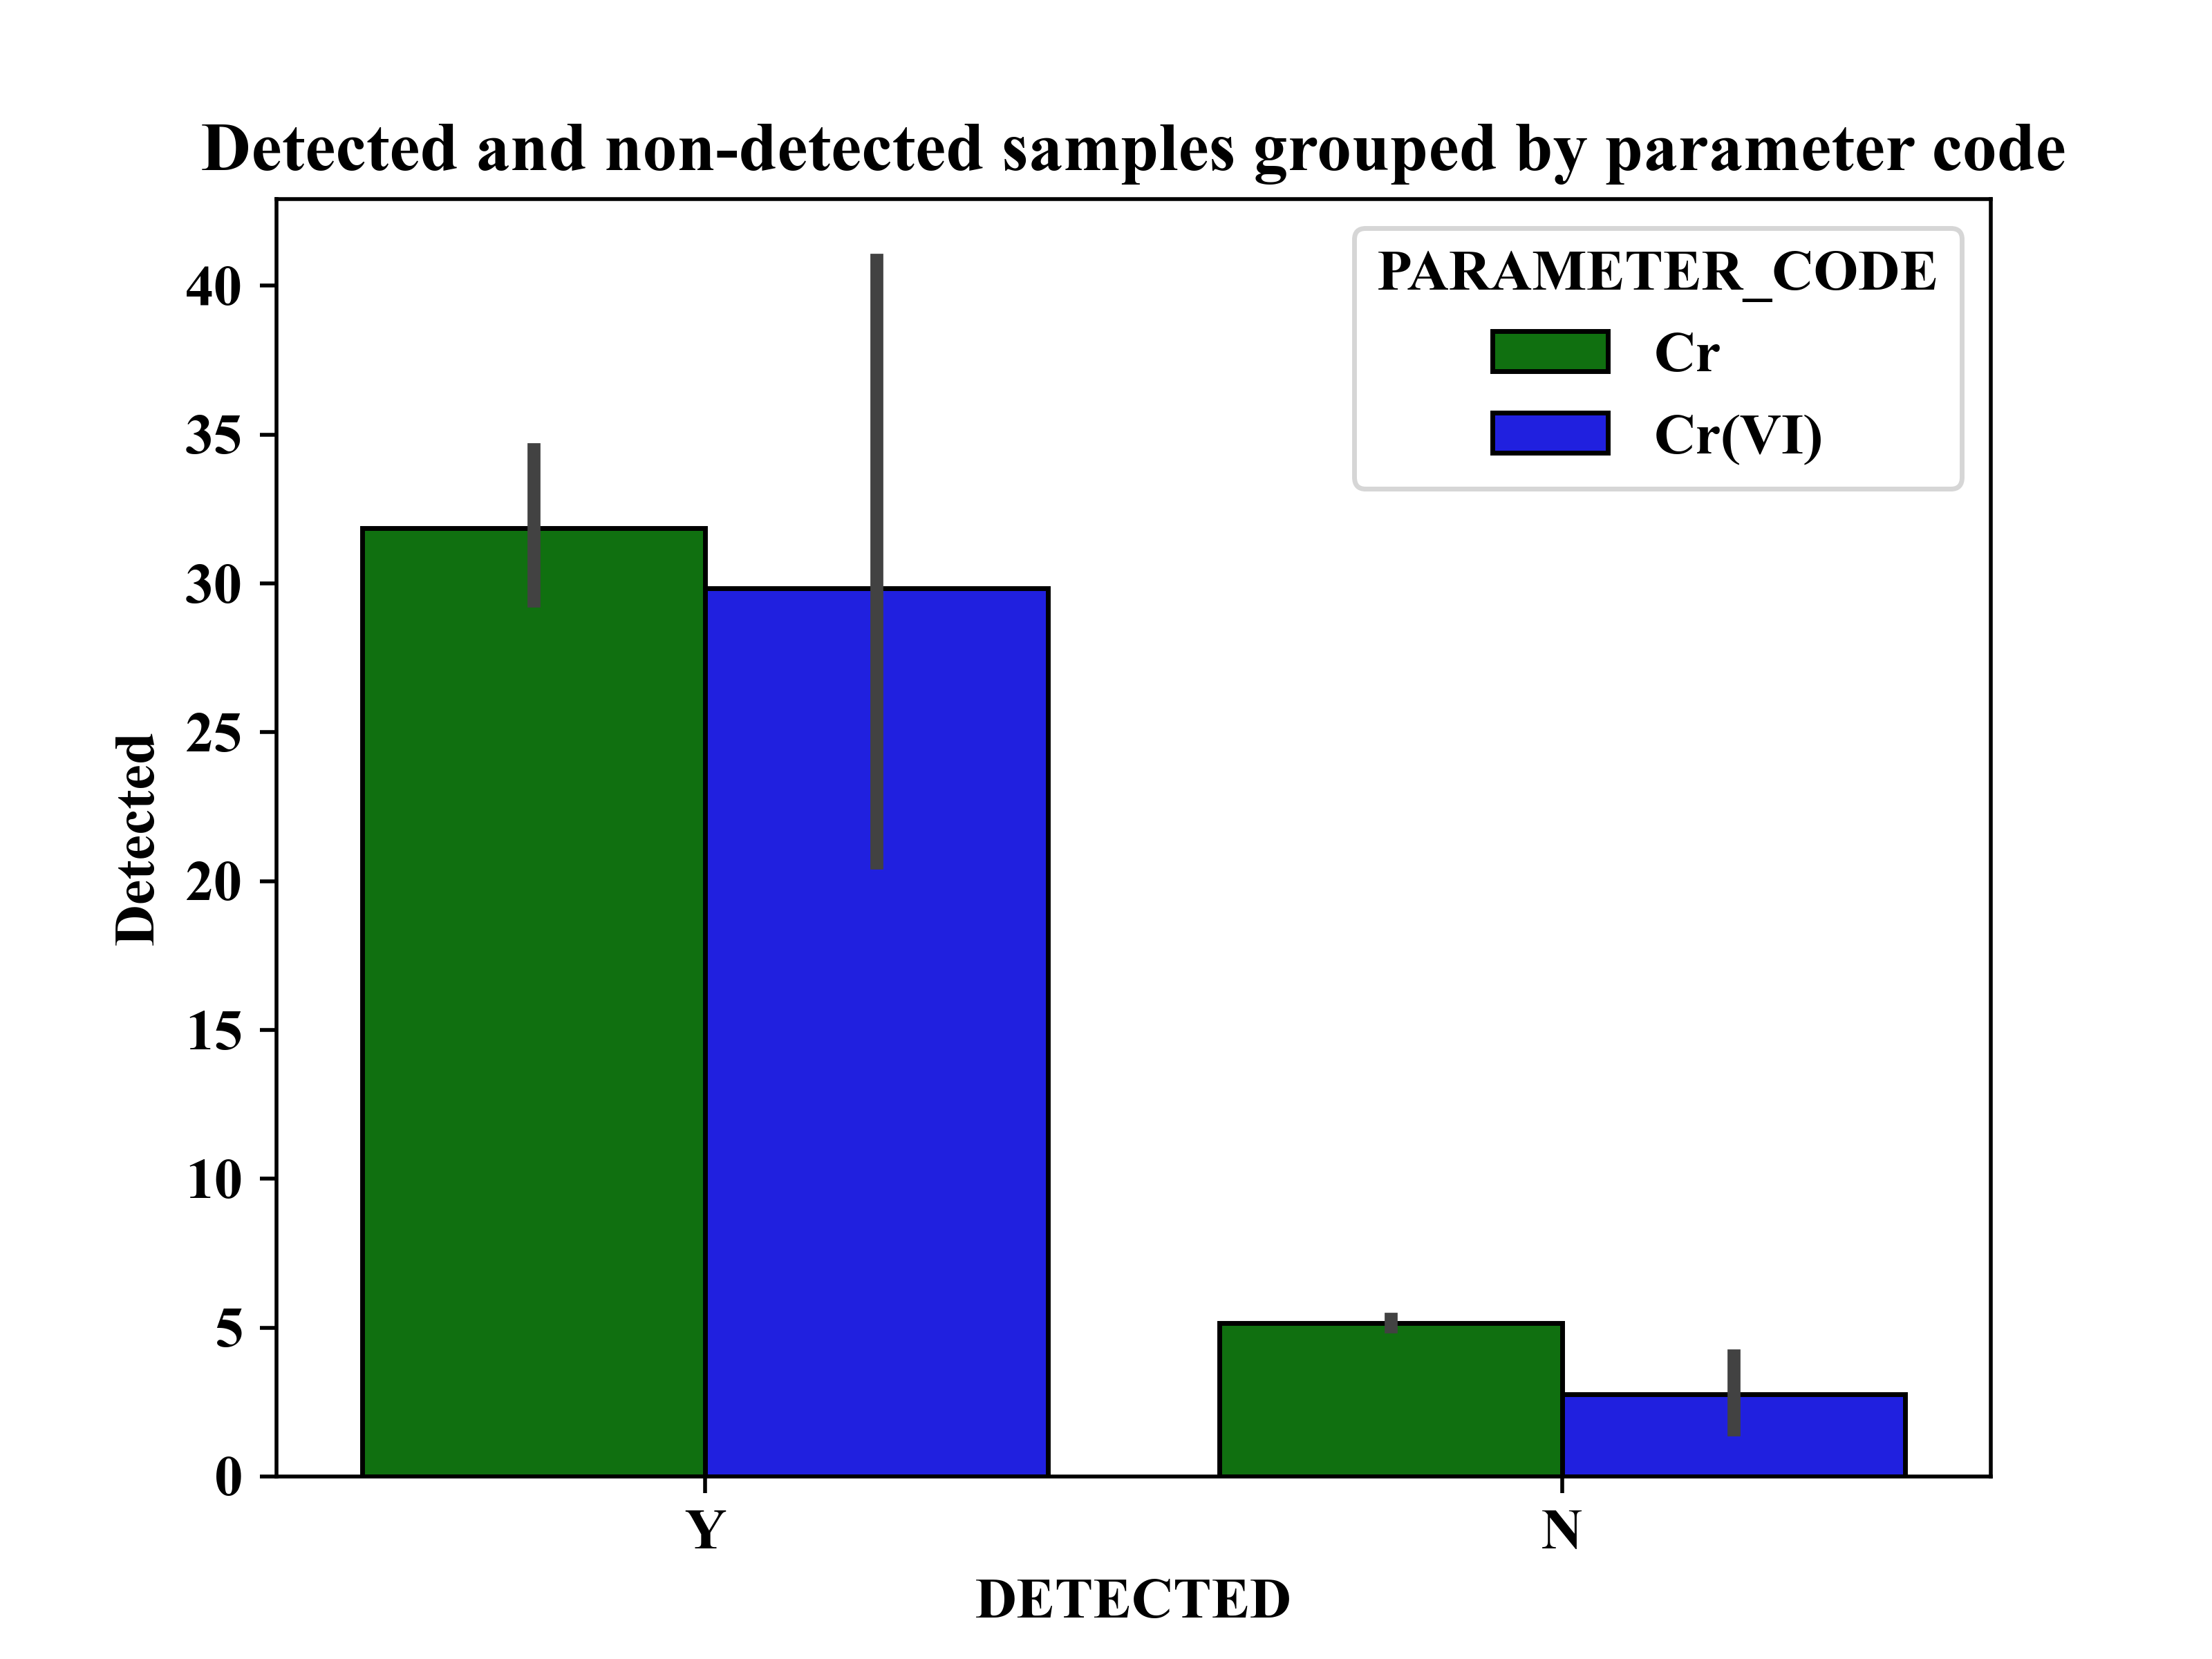 Detected and non-detected samples grouped by parameter code
PARAMETER_CODE
Cr
Cr(VI)
40
35
30
25
20
15
10
5
0
Detected
Y
N
DETECTED